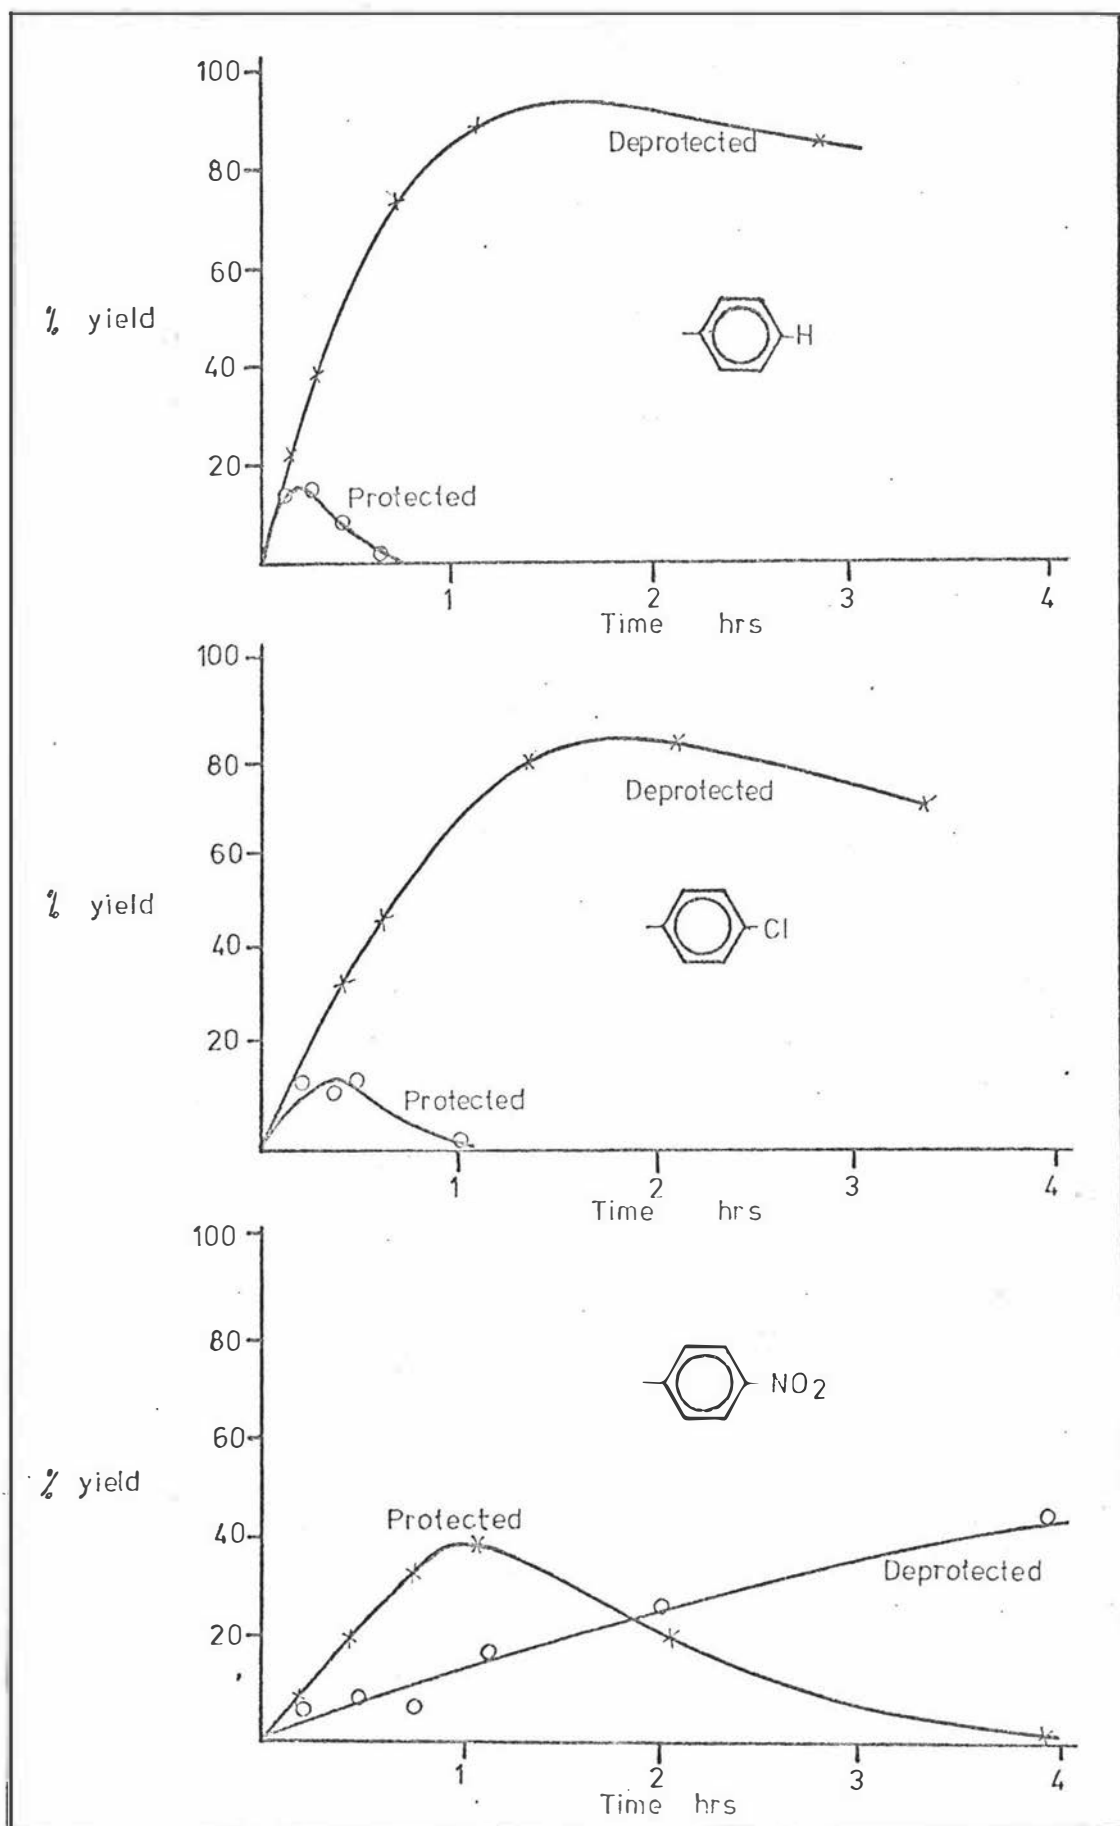 100
80
60
40
20
% yield
Deprotected
H
Protected
1 2 3 4
Time hrs
100
80
60
40
20
% yield
Deprotected
Cl
Protected
1 2 3 4
Time hrs
100
80
60
40
20
% yield
NO2
Protected
Deprotected
1 2 3 4
Time hrs